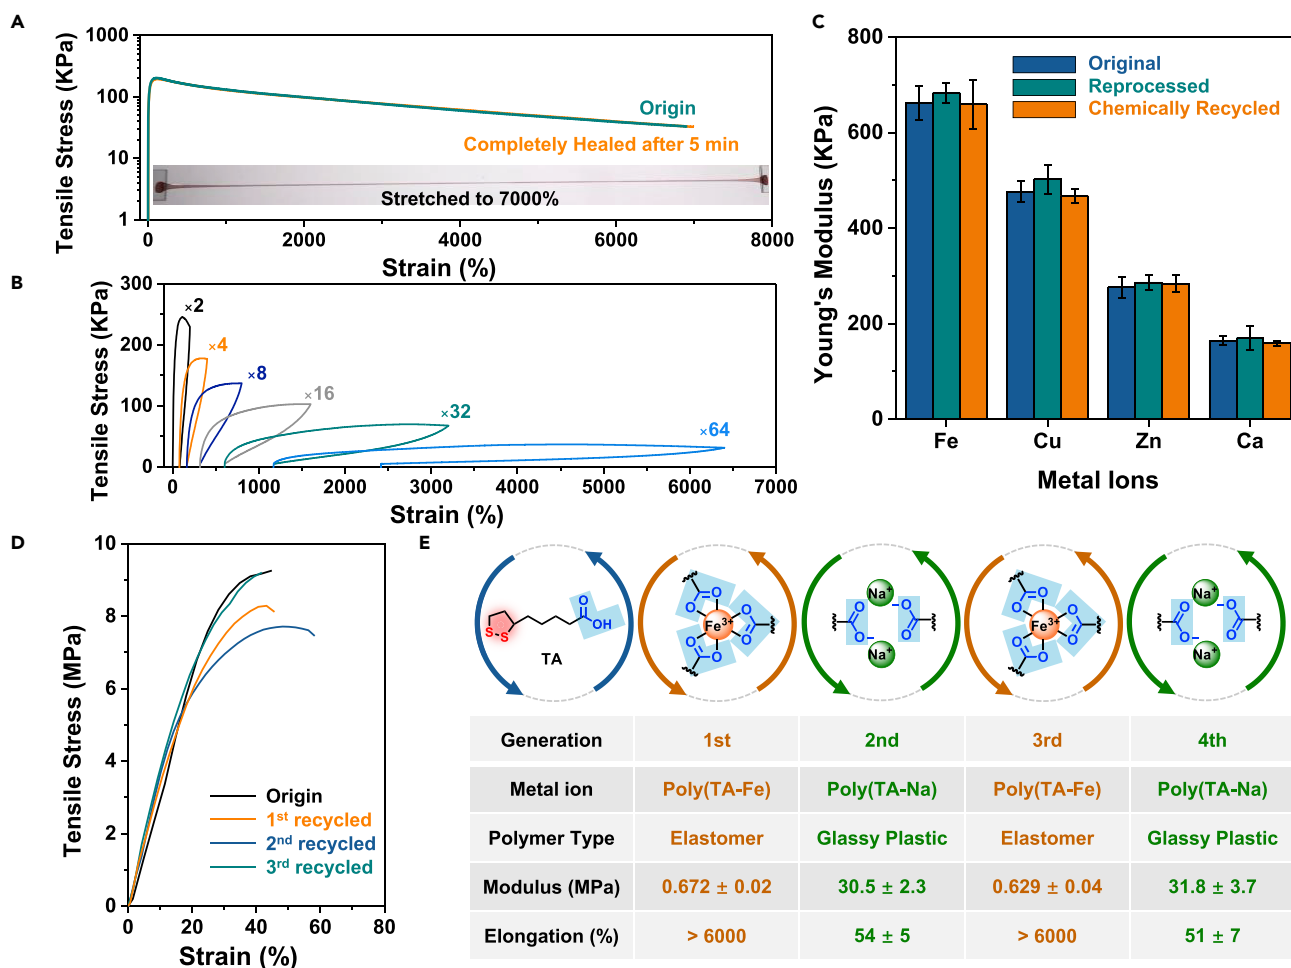 A
Tensile Stress (KPa)
1000
100
10
1
Origin
Completely Healed after 5 min
Stretched to 7000%
0 2000 4000 6000 8000
Strain (%)
B
Tensile Stress (KPa)
300
200
100
0
×2
×4
×8
×16
×32
×64
0 1000 2000 3000 4000 5000 6000 7000
Strain (%)
C
Young's Modulus (KPa)
800
600
400
200
0
Original
Reprocessed
Chemically Recycled
Fe Cu Zn Ca
Metal Ions
D
Tensile Stress (MPa)
10
8
6
4
2
0
Origin
1st recycled
2nd recycled
3rd recycled
0 20 40 60 80
Strain (%)
E
S S O OH
TA
O O O Fe3+ O O O
Na+ O O− −O O Na+
O O O Fe3+ O O O
Na+ O O− −O O Na+
Generation 1st 2nd 3rd 4th
Metal ion Poly(TA-Fe) Poly(TA-Na) Poly(TA-Fe) Poly(TA-Na)
Polymer Type Elastomer Glassy Plastic Elastomer Glassy Plastic
Modulus (MPa) 0.672 ± 0.02 30.5 ± 2.3 0.629 ± 0.04 31.8 ± 3.7
Elongation (%) > 6000 54 ± 5 > 6000 51 ± 7